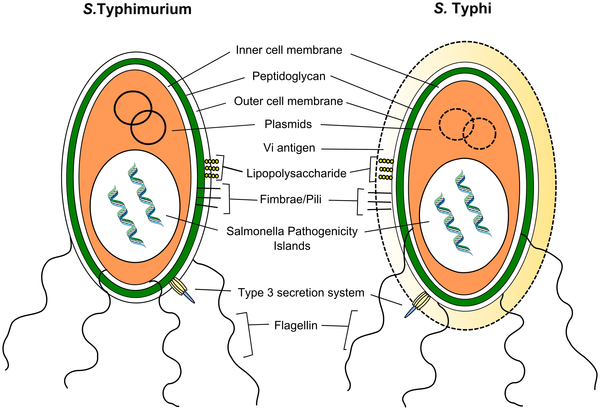 S.Typhimurium
S. Typhi
Inner cell membrane
Peptidoglycan
Outer cell membrane
Plasmids
Vi antigen
Lipopolysaccharide
Fimbrae/Pili
Salmonella Pathogenicity
Islands
Type 3 secretion system
Flagellin